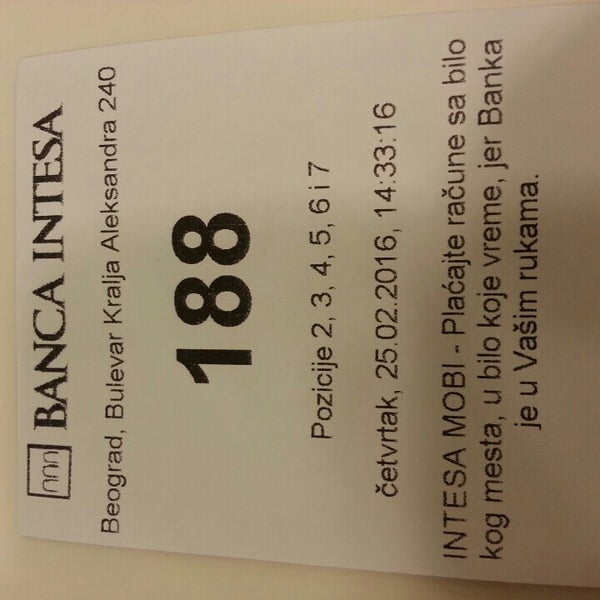 BANCA INTESA
Beograd, Bulevar Kralja Aleksandra 240
188
Pozicije 2, 3, 4, 5, 6 i 7
četvrtak, 25.02.2016, 14:33:16
INTESA MOBI - Plaćajte račune sa bilo
kog mesta, u bilo koje vreme, jer Banka
je u Vašim rukama.